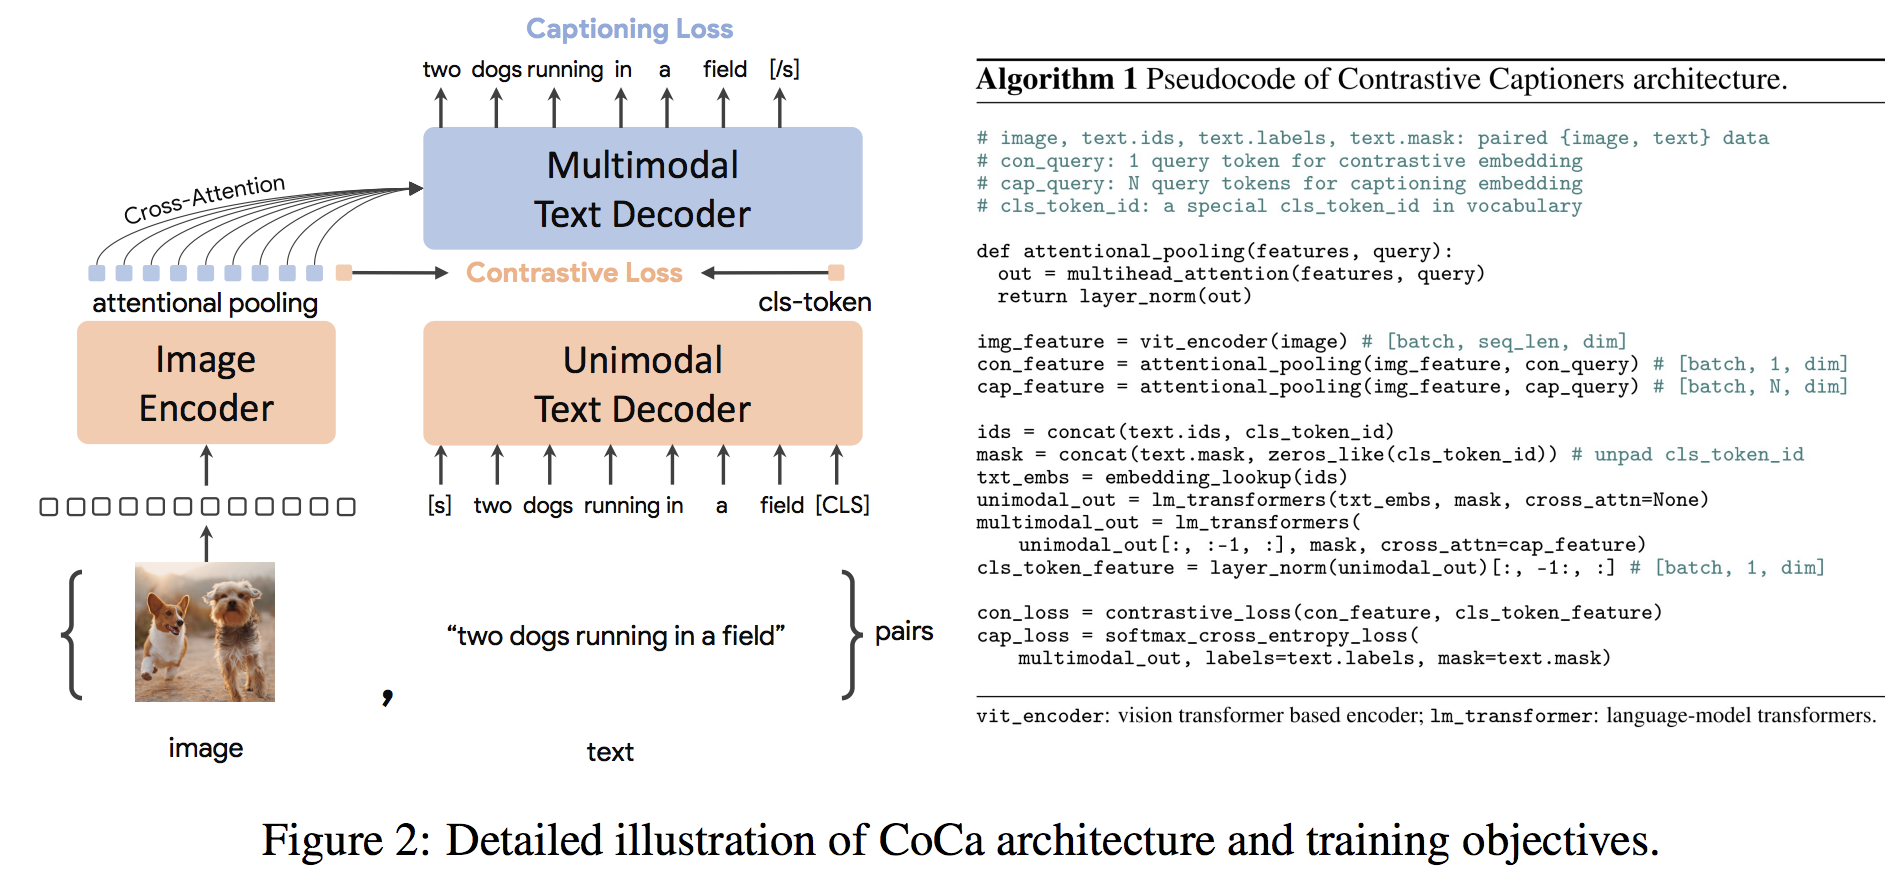 Captioning Loss
two dogs running in a field [/s]
Multimodal
Text Decoder
Cross-Attention
Contrastive Loss
attentional pooling
cls-token
Image
Encoder
Unimodal
Text Decoder
[s] two dogs running in a field [CLS]
“two dogs running in a field”
pairs
,
image
text
Algorithm 1 Pseudocode of Contrastive Captioners architecture.
# image, text.ids, text.labels, text.mask: paired {image, text} data
# con_query: 1 query token for contrastive embedding
# cap_query: N query tokens for captioning embedding
# cls_token_id: a special cls_token_id in vocabulary
def attentional_pooling(features, query):
  out = multihead_attention(features, query)
  return layer_norm(out)
img_feature = vit_encoder(image) # [batch, seq_len, dim]
con_feature = attentional_pooling(img_feature, con_query) # [batch, 1, dim]
cap_feature = attentional_pooling(img_feature, cap_query) # [batch, N, dim]
ids = concat(text.ids, cls_token_id)
mask = concat(text.mask, zeros_like(cls_token_id)) # unpad cls_token_id
txt_embs = embedding_lookup(ids)
unimodal_out = lm_transformers(txt_embs, mask, cross_attn=None)
multimodal_out = lm_transformers(
    unimodal_out[:, :-1, :], mask, cross_attn=cap_feature)
cls_token_feature = layer_norm(unimodal_out)[:, -1:, :] # [batch, 1, dim]
con_loss = contrastive_loss(con_feature, cls_token_feature)
cap_loss = softmax_cross_entropy_loss(
    multimodal_out, labels=text.labels, mask=text.mask)
vit_encoder: vision transformer based encoder; lm_transformer: language-model transformers.
Figure 2: Detailed illustration of CoCa architecture and training objectives.